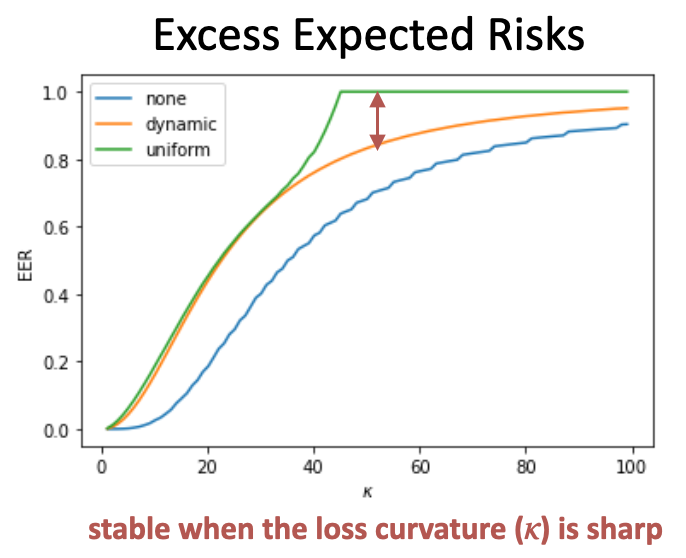 Excess Expected Risks
none
dynamic
uniform
1.0
0.8
0.6
0.4
0.2
0.0
EER
0 20 40 60 80 100
κ
stable when the loss curvature (κ) is sharp